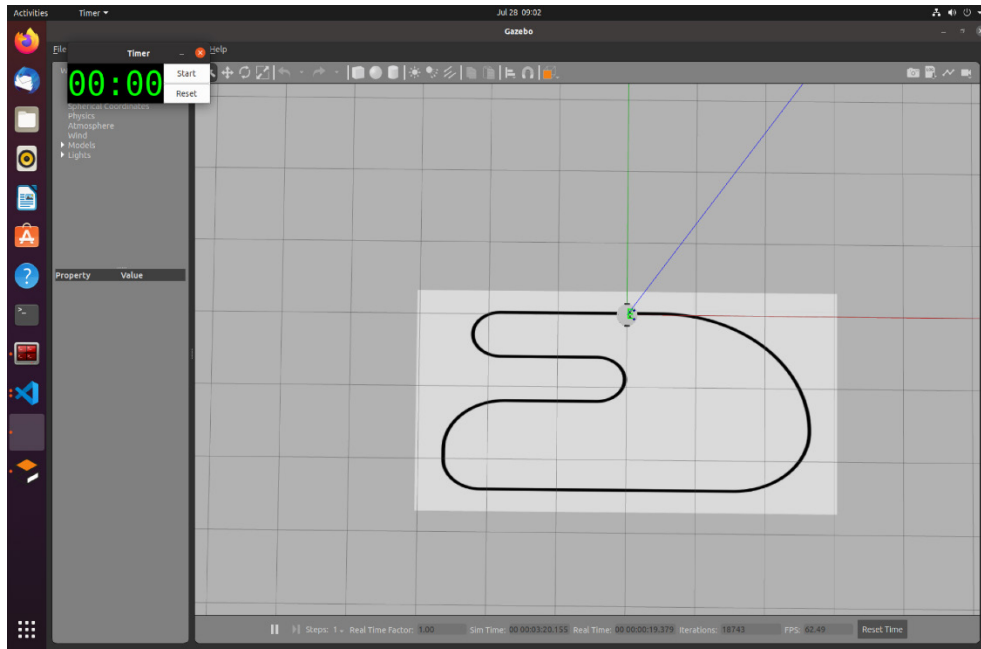 Activities Timer Jul 28 09:02
Gazebo
File Help
Timer
00:00 Start
Reset
Spherical Coordinates
Physics
Atmosphere
Wind
Models
Lights
Property Value
Steps: 1 Real Time Factor: 1.00 Sim Time: 00 00:03:20.155 Real Time: 00 00:00:19.379 Iterations: 18743 FPS: 62.49 Reset Time